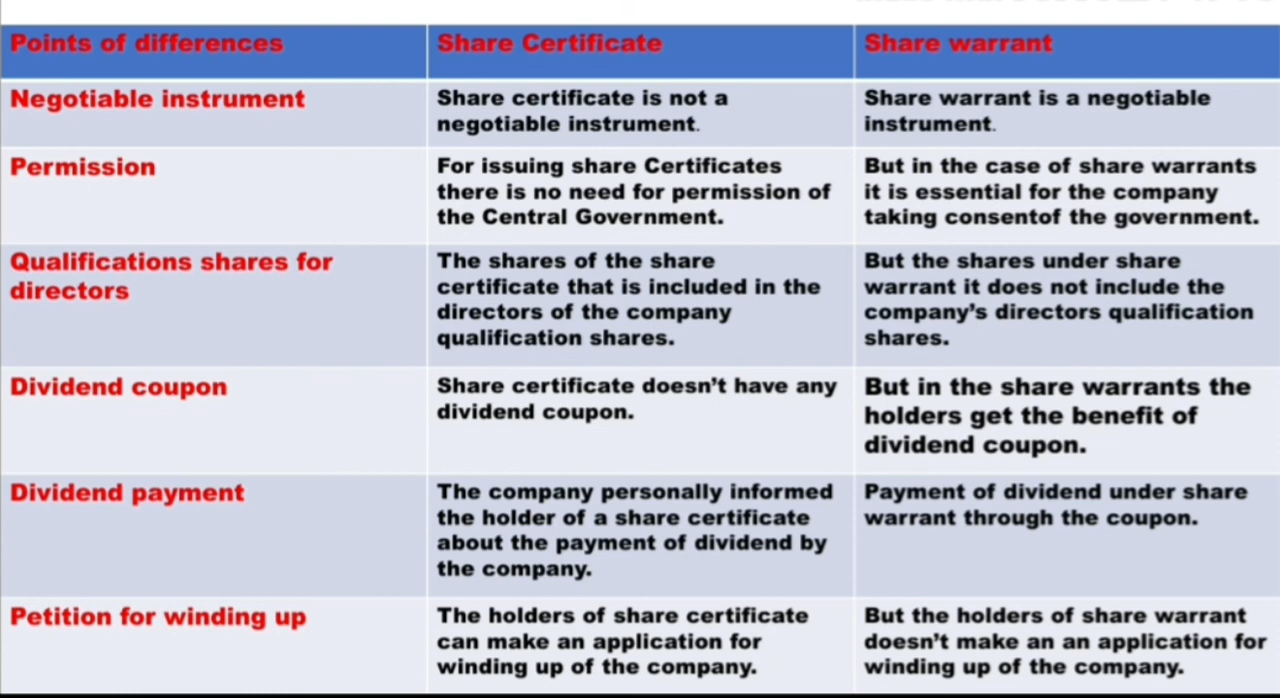 Points of differences
Share Certificate
Share warrant
Negotiable instrument
Share certificate is not a
negotiable instrument.
Share warrant is a negotiable
instrument.
Permission
For issuing share Certificates
there is no need for permission of
the Central Government.
But in the case of share warrants
it is essential for the company
taking consentof the government.
Qualifications shares for
directors
The shares of the share
certificate that is included in the
directors of the company
qualification shares.
But the shares under share
warrant it does not include the
company's directors qualification
shares.
Dividend coupon
Share certificate doesn't have any
dividend coupon.
But in the share warrants the
holders get the benefit of
dividend coupon.
Dividend payment
The company personally informed
the holder of a share certificate
about the payment of dividend by
the company.
Payment of dividend under share
warrant through the coupon.
Petition for winding up
The holders of share certificate
can make an application for
winding up of the company.
But the holders of share warrant
doesn't make an an application for
winding up of the company.